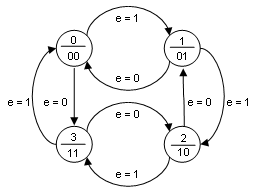 e = 1
0
00
1
01
e = 0
e = 1
e = 0
e = 0
e = 1
e = 0
3
11
2
10
e = 1